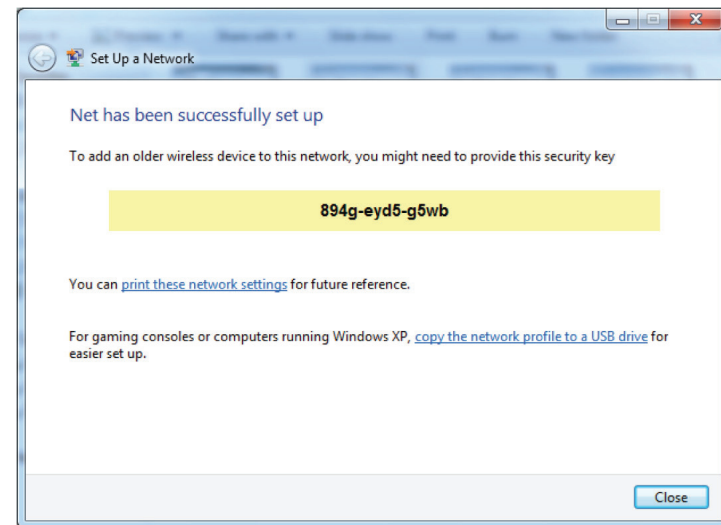 Set Up a Network
Net has been successfully set up
To add an older wireless device to this network, you might need to provide this security key
894g-eyd5-g5wb
You can print these network settings for future reference.
For gaming consoles or computers running Windows XP, copy the network profile to a USB drive for
easier set up.
Close